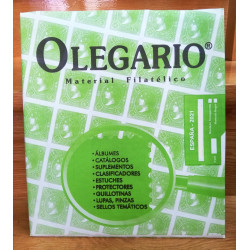 OLEGARIO®
Material Filatélico
• ÁLBUMES
• CATÁLOGOS
• SUPLEMENTOS
• CLASIFICADORES
• ESTUCHES
• PROTECTORES
• GUILLOTINAS
• LUPAS, PINZAS
• SELLOS TEMÁTICOS
ESPAÑA - 2021